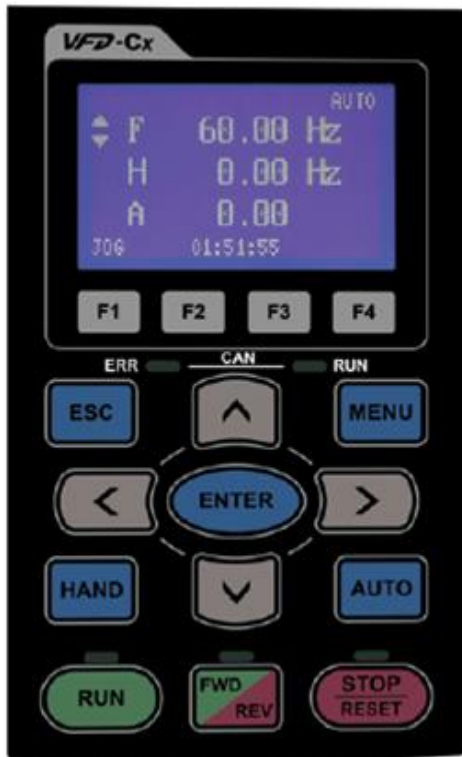 VFD-Cx
AUTO
F 60.00 Hz
H 0.00 Hz
A 0.00
JOG 01:51:55
F1 F2 F3 F4
ERR CAN RUN
ESC MENU
ENTER
HAND AUTO
RUN FWD REV STOP RESET